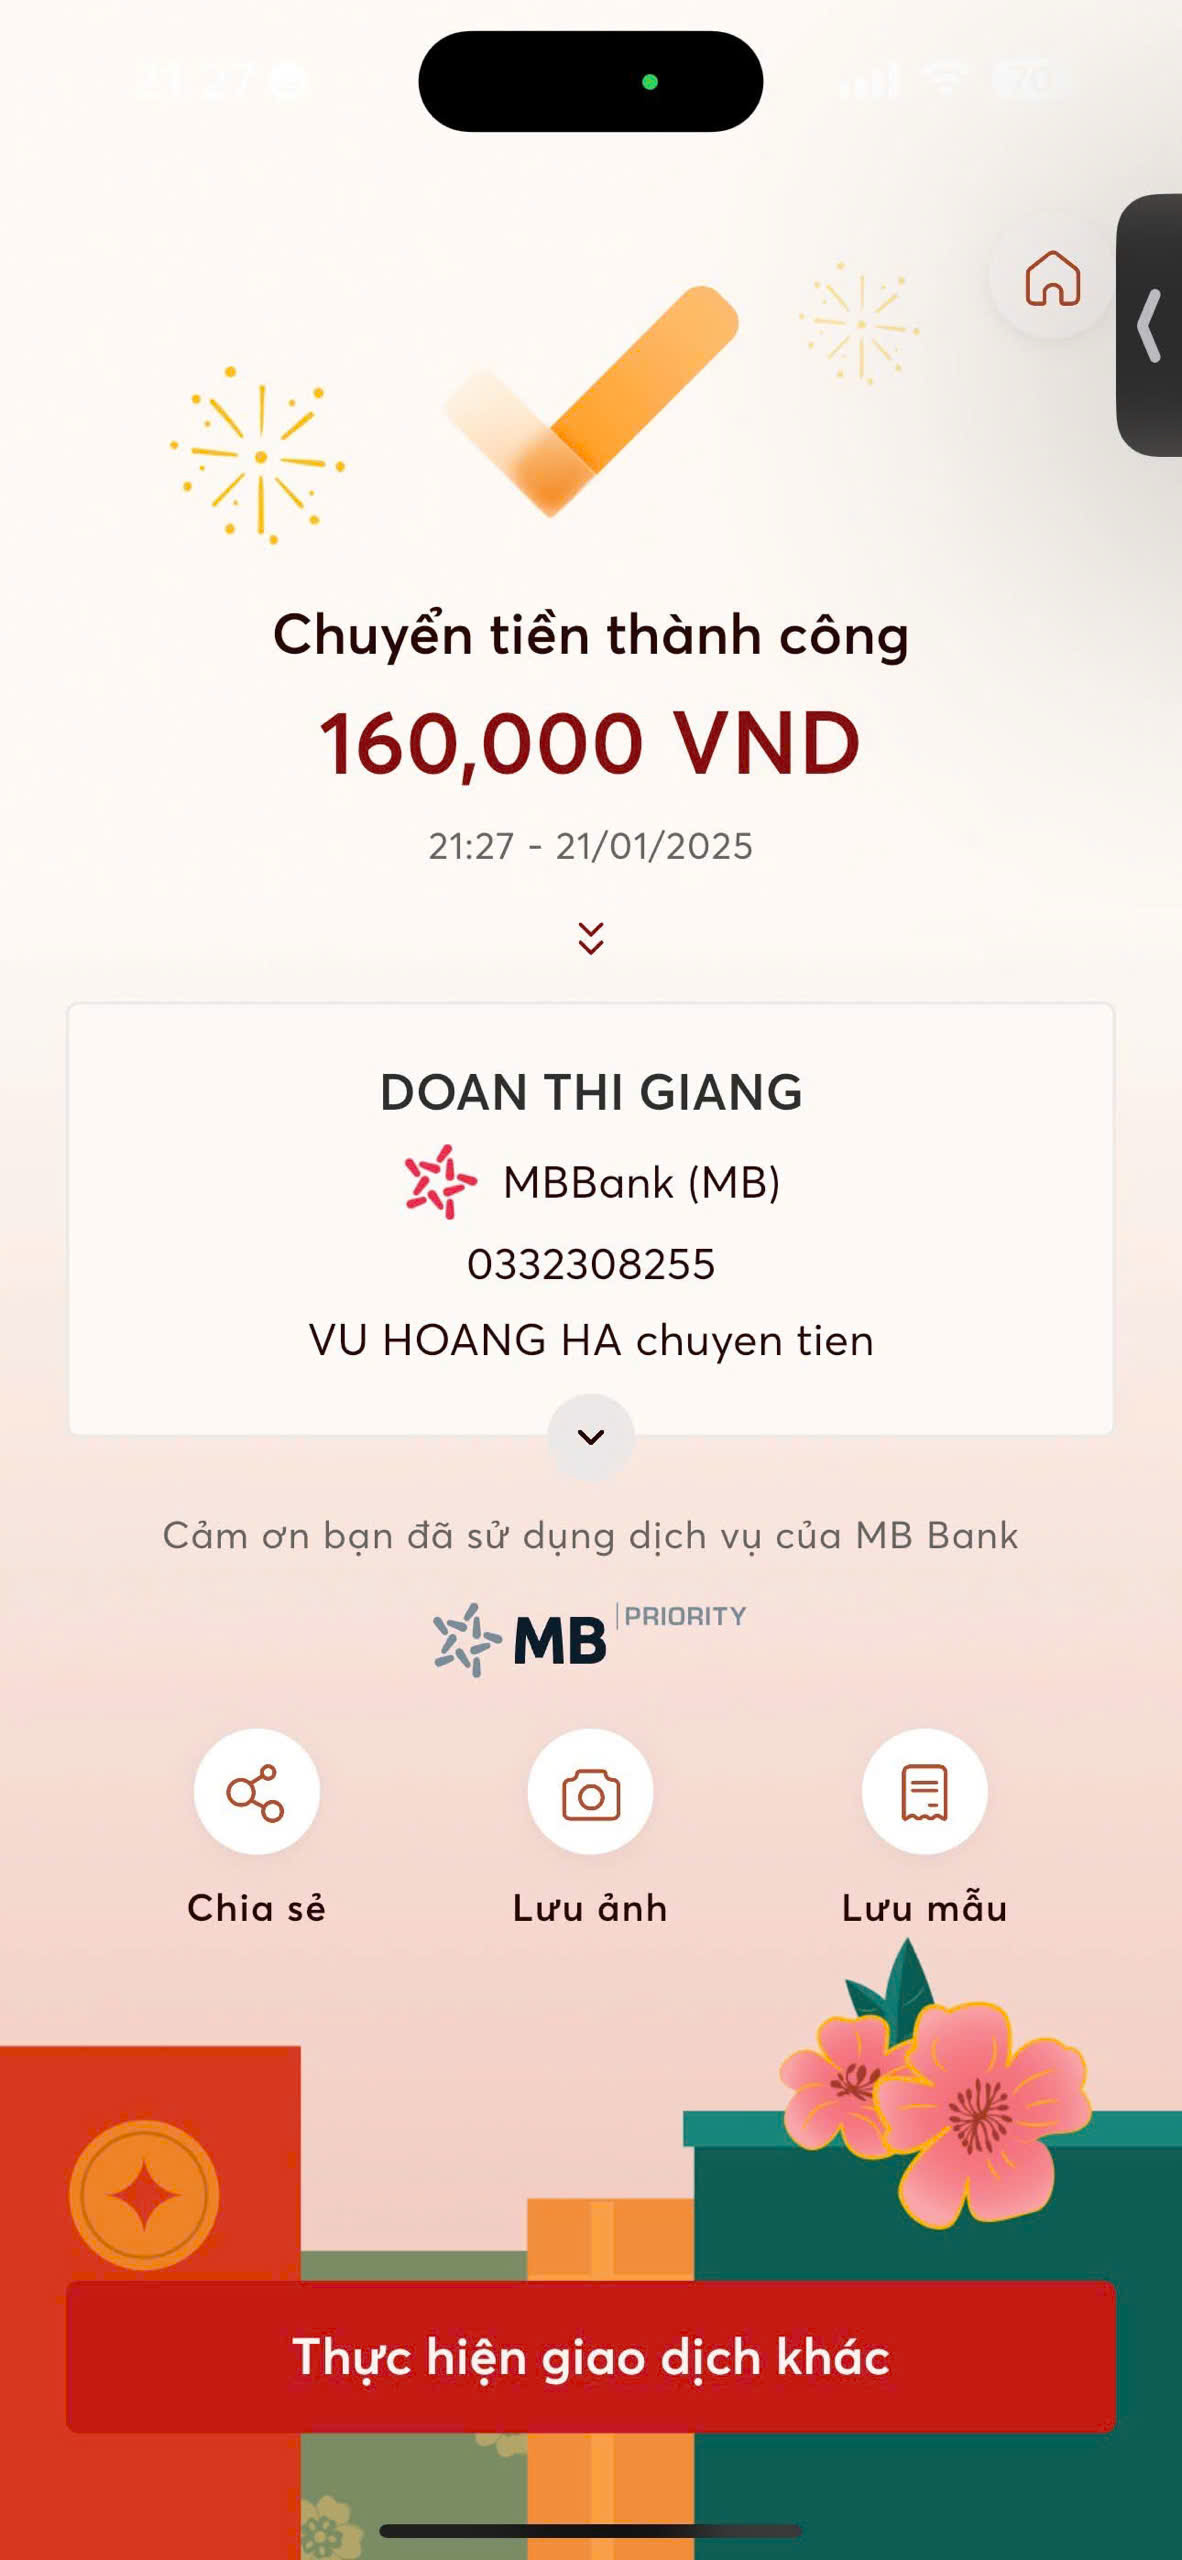 21:27
70
Chuyển tiền thành công
160,000 VND
21:27 - 21/01/2025
DOAN THI GIANG
MBBank (MB)
0332308255
VU HOANG HA chuyen tien
Cảm ơn bạn đã sử dụng dịch vụ của MB Bank
MB PRIORITY
Chia sẻ
Lưu ảnh
Lưu mẫu
Thực hiện giao dịch khác